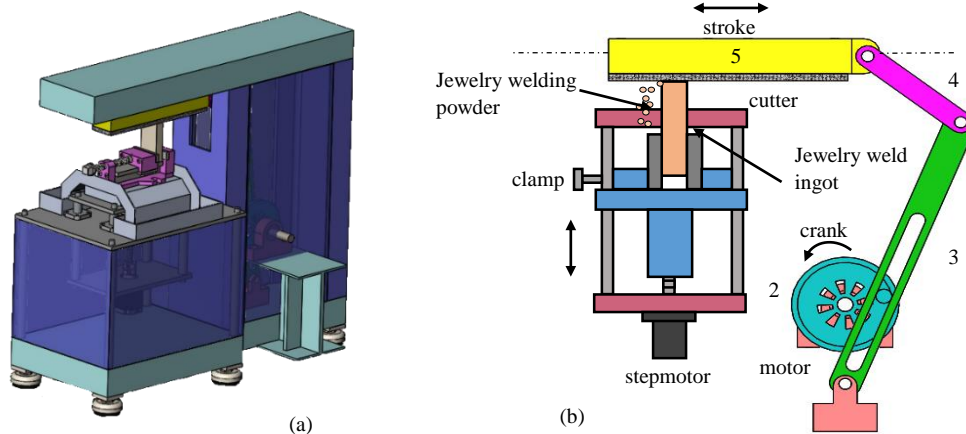 stroke
5
4
Jewelry welding
powder
cutter
Jewelry weld
ingot
clamp
crank
3
2
motor
stepmotor
(a)
(b)